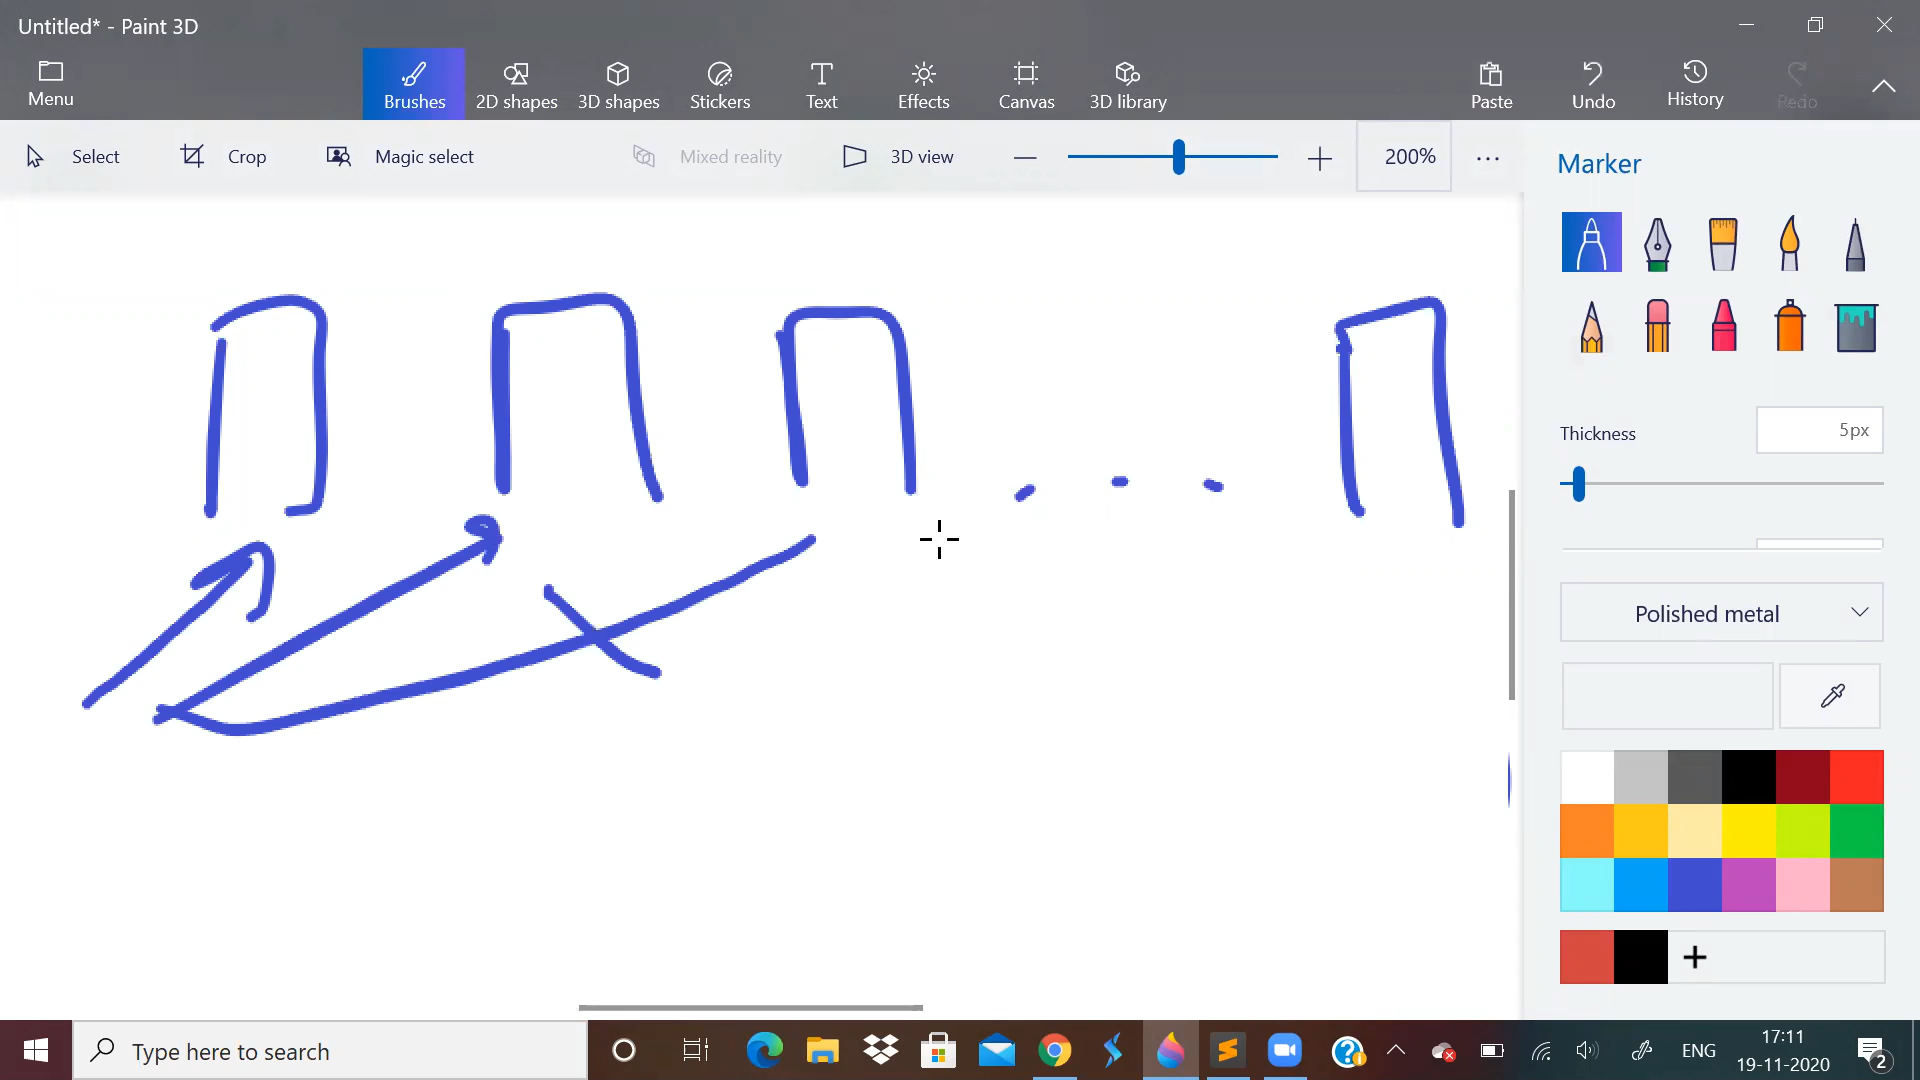 Untitled* - Paint 3D
Menu
Brushes
2D shapes
3D shapes
Stickers
Text
Effects
Canvas
3D library
Paste
Undo
History
Redo
Select
Crop
Magic select
Mixed reality
3D view
200%
Marker
Thickness
5px
Polished metal
Type here to search
ENG
17:11
19-11-2020
2